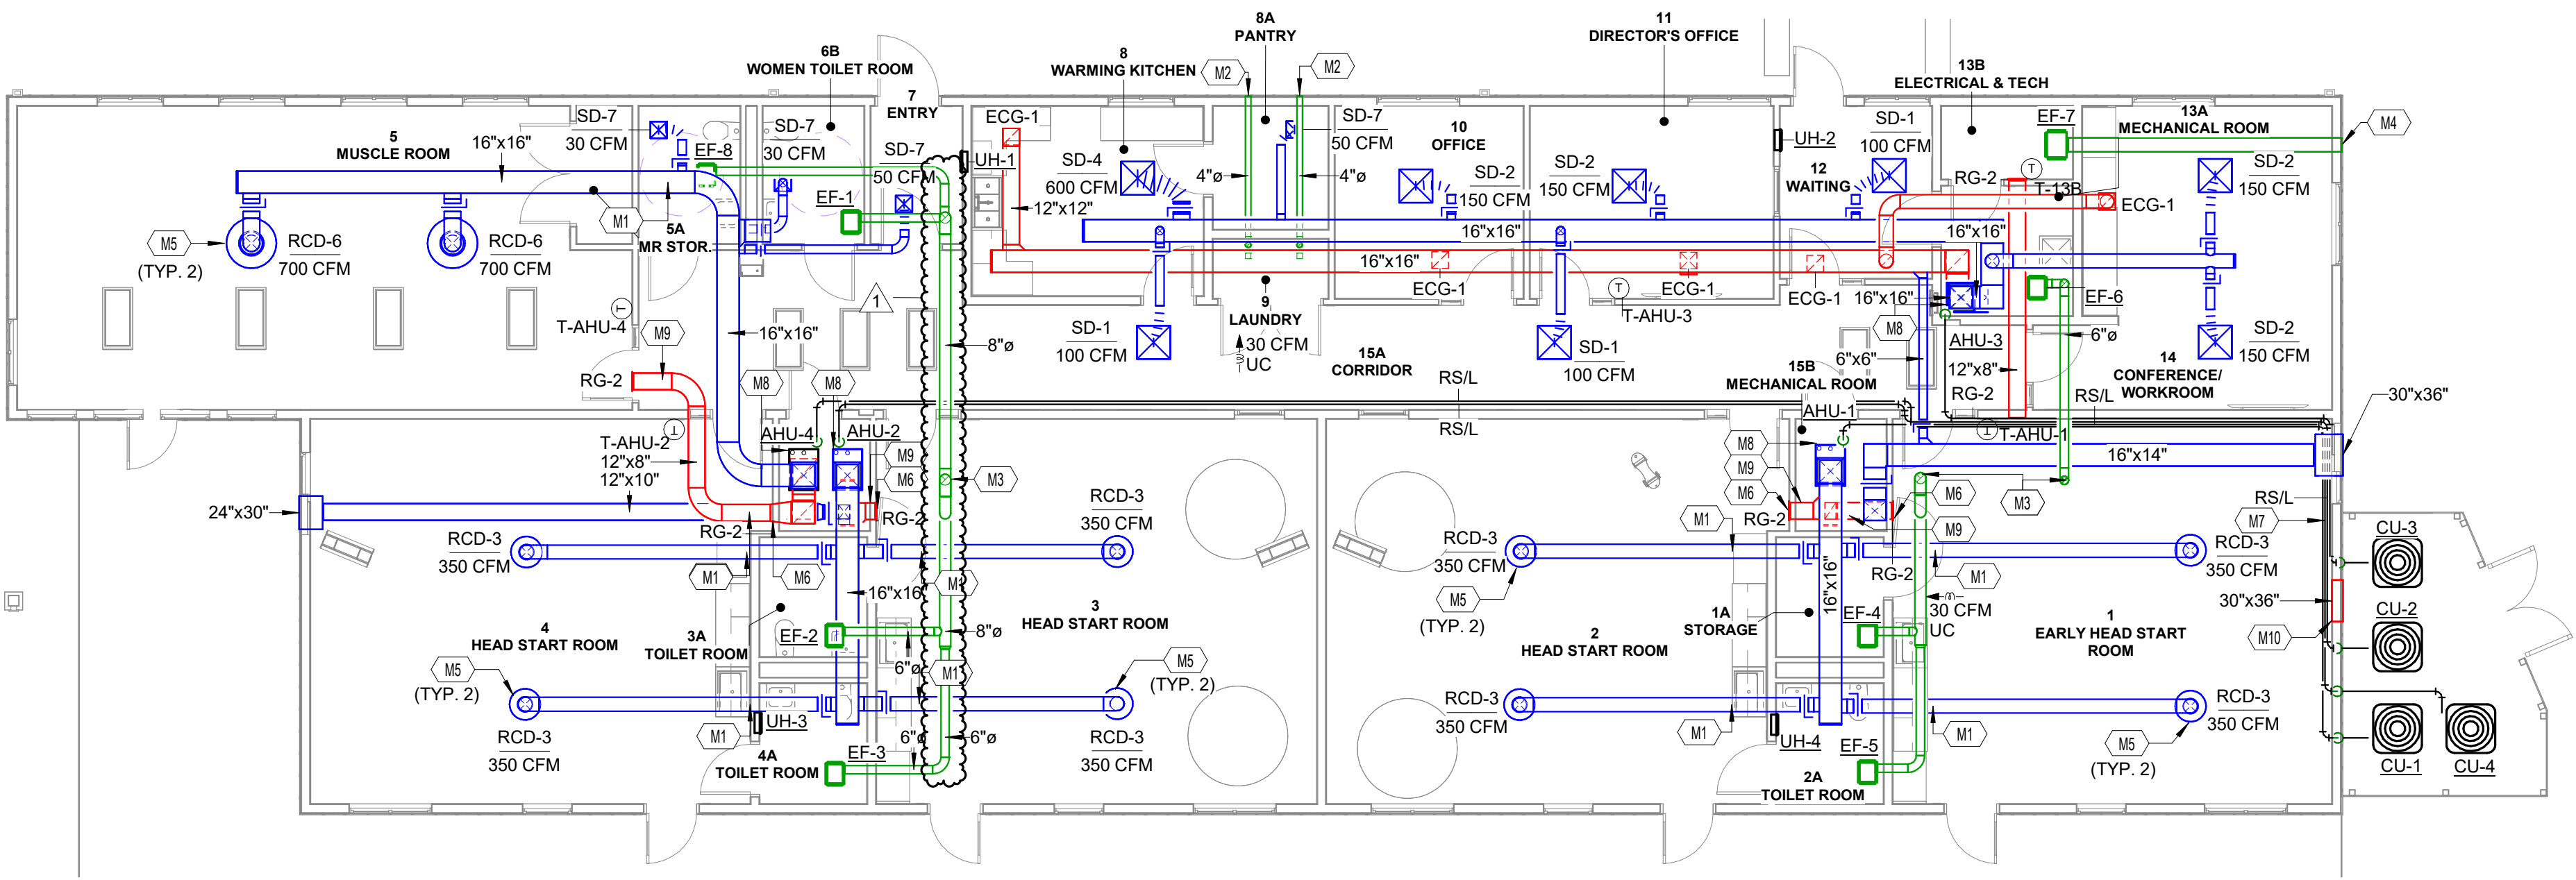 8A
PANTRY
11
DIRECTOR'S OFFICE
6B
WOMEN TOILET ROOM
8
WARMING KITCHEN
M2
M2
13B
ELECTRICAL & TECH
7
ENTRY
SD-7
30 CFM
SD-7
30 CFM
ECG-1
SD-7
50 CFM
10
OFFICE
SD-1
100 CFM
EF-7
13A
MECHANICAL ROOM
M4
5
MUSCLE ROOM
16"x16"
EF-8
SD-7
50 CFM
UH-1
SD-4
600 CFM
4"ø
4"ø
SD-2
150 CFM
SD-2
150 CFM
UH-2
12
WAITING
RG-2
T
T-13B
SD-2
150 CFM
M1
EF-1
12"x12"
ECG-1
M5
(TYP. 2)
RCD-6
700 CFM
RCD-6
700 CFM
5A
MR STOR.
16"x16"
16"x16"
16"x16"
ECG-1
ECG-1
ECG-1
16"x16"
EF-6
T
T-AHU-4
1
9
LAUNDRY
30 CFM
UC
T
T-AHU-3
M8
M9
16"x16"
8"ø
SD-1
100 CFM
SD-1
100 CFM
15A
CORRIDOR
6"x6"
AHU-3
12"x8"
6"ø
SD-2
150 CFM
RG-2
M8
M8
RS/L
15B
MECHANICAL ROOM
RG-2
14
CONFERENCE/
WORKROOM
RS/L
30"x36"
AHU-1
T-AHU-2
T
12"x8"
12"x10"
AHU-4
AHU-2
RS/L
T
T-AHU-1
M9
M6
M8
M9
M6
16"x14"
24"x30"
M3
RCD-3
350 CFM
RG-2
M3
M6
RS/L
M7
RG-2
RG-2
M1
M9
CU-3
RCD-3
350 CFM
RCD-3
350 CFM
RCD-3
350 CFM
M1
M6
16"x16"
M1
M5
(TYP. 2)
16"x16"
RG-2
M1
30"x36"
CU-2
4
HEAD START ROOM
3A
TOILET ROOM
EF-2
8"ø
3
HEAD START ROOM
2
HEAD START ROOM
1A
STORAGE
EF-4
30 CFM
UC
1
EARLY HEAD START
ROOM
M10
M5
(TYP. 2)
6"ø
M1
M5
(TYP. 2)
RCD-3
350 CFM
RCD-3
350 CFM
M1
UH-3
6"ø
6"ø
RCD-3
350 CFM
RCD-3
350 CFM
M1
UH-4
EF-5
M1
M5
(TYP. 2)
4A
TOILET ROOM
EF-3
2A
TOILET ROOM
CU-1
CU-4